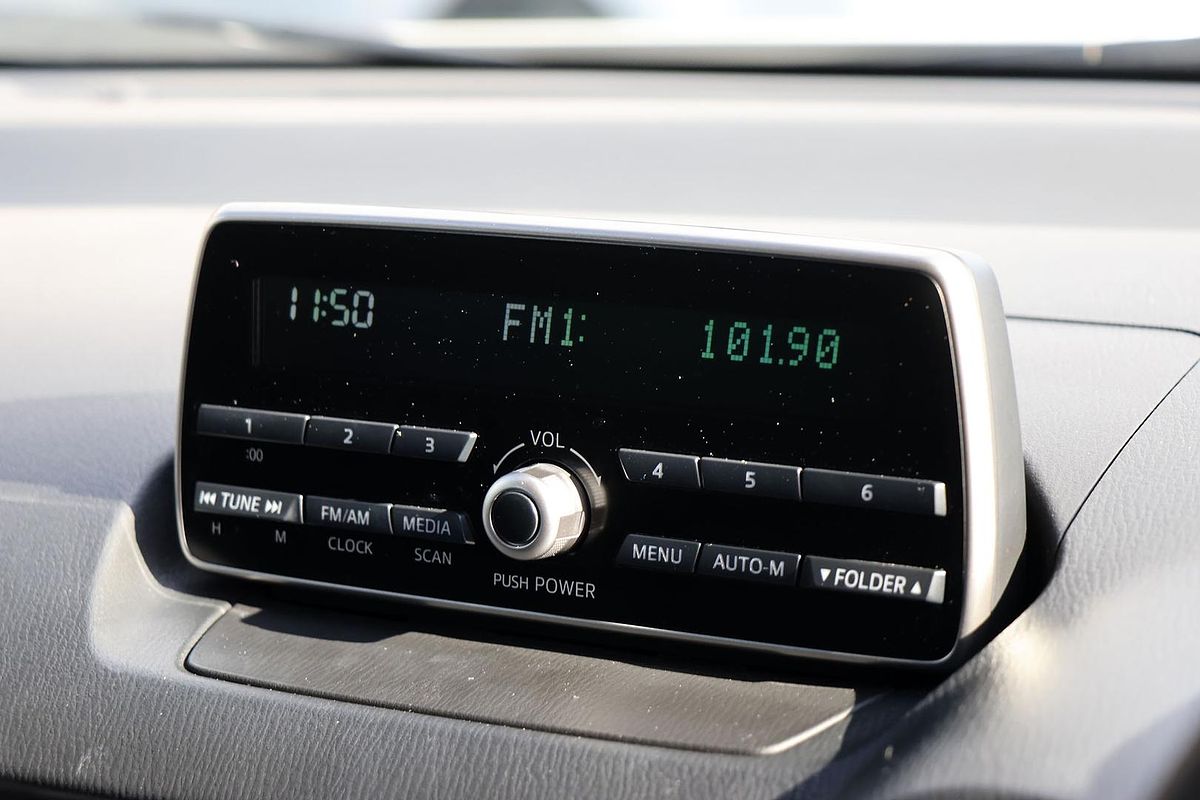 11:50 FM1: 101.90
VOL
1 2 3 4 5 6
:00
⏮ TUNE ⏭ FM/AM MEDIA MENU AUTO-M ▼FOLDER▲
H M CLOCK SCAN
PUSH POWER